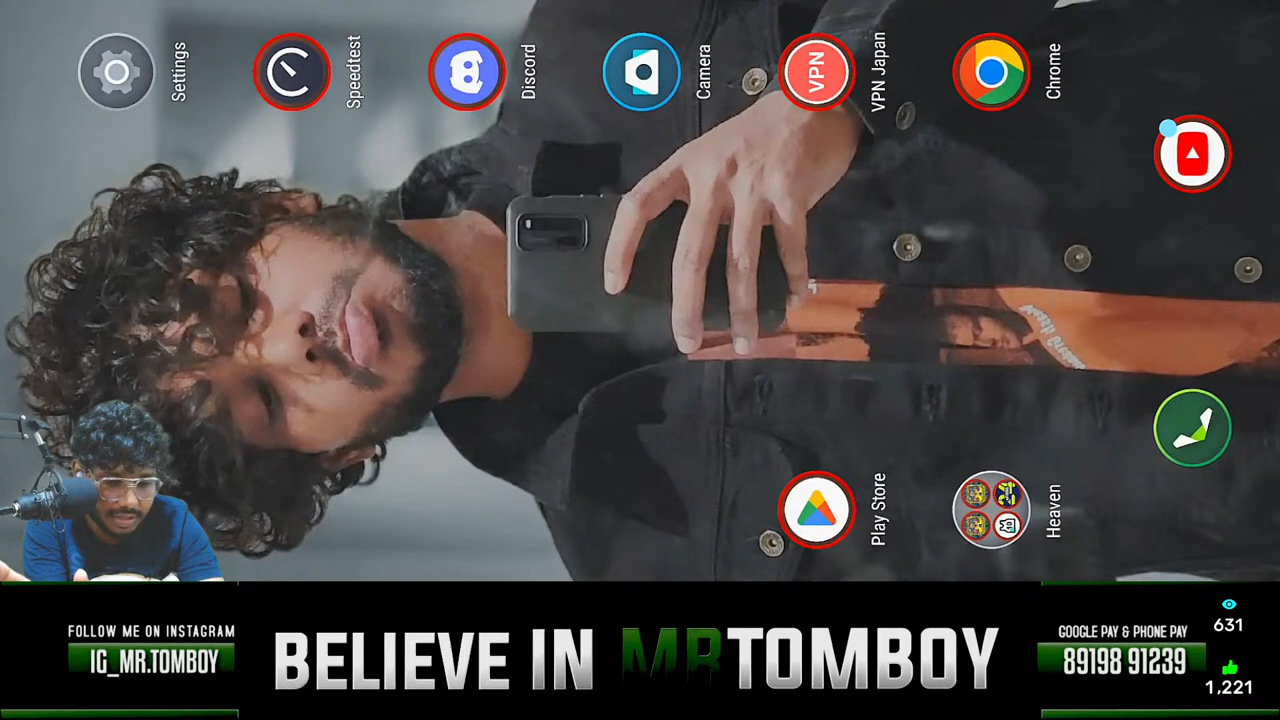 Settings
Speedtest
Discord
Camera
VPN
VPN Japan
Chrome
Play Store
Heaven
FOLLOW ME ON INSTAGRAM
IG_MR.TOMBOY
BELIEVE IN MRTOMBOY
GOOGLE PAY & PHONE PAY
89198 91239
631
1,221